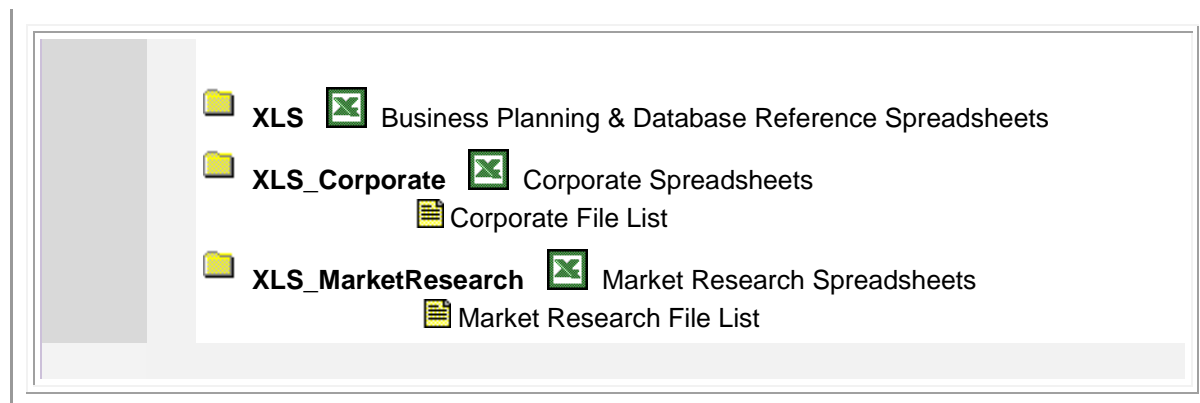 XLS Business Planning & Database Reference Spreadsheets
XLS_Corporate Corporate Spreadsheets
Corporate File List
XLS_MarketResearch Market Research Spreadsheets
Market Research File List